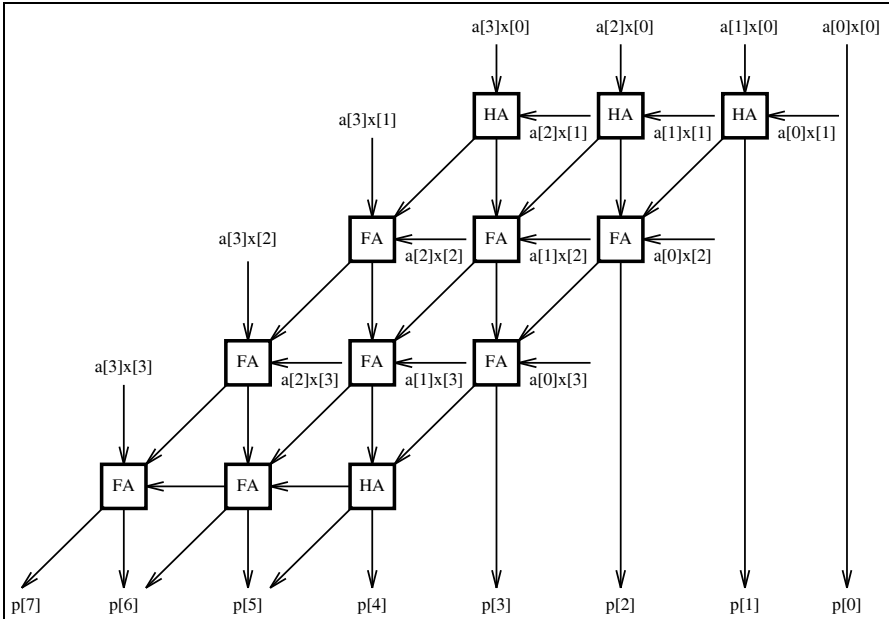 a[3]x[0] a[2]x[0] a[1]x[0] a[0]x[0]
HA HA HA
a[3]x[1] a[2]x[1] a[1]x[1] a[0]x[1]
FA FA FA
a[3]x[2] a[2]x[2] a[1]x[2] a[0]x[2]
FA FA FA
a[3]x[3] a[2]x[3] a[1]x[3] a[0]x[3]
FA FA HA
p[7] p[6] p[5] p[4] p[3] p[2] p[1] p[0]